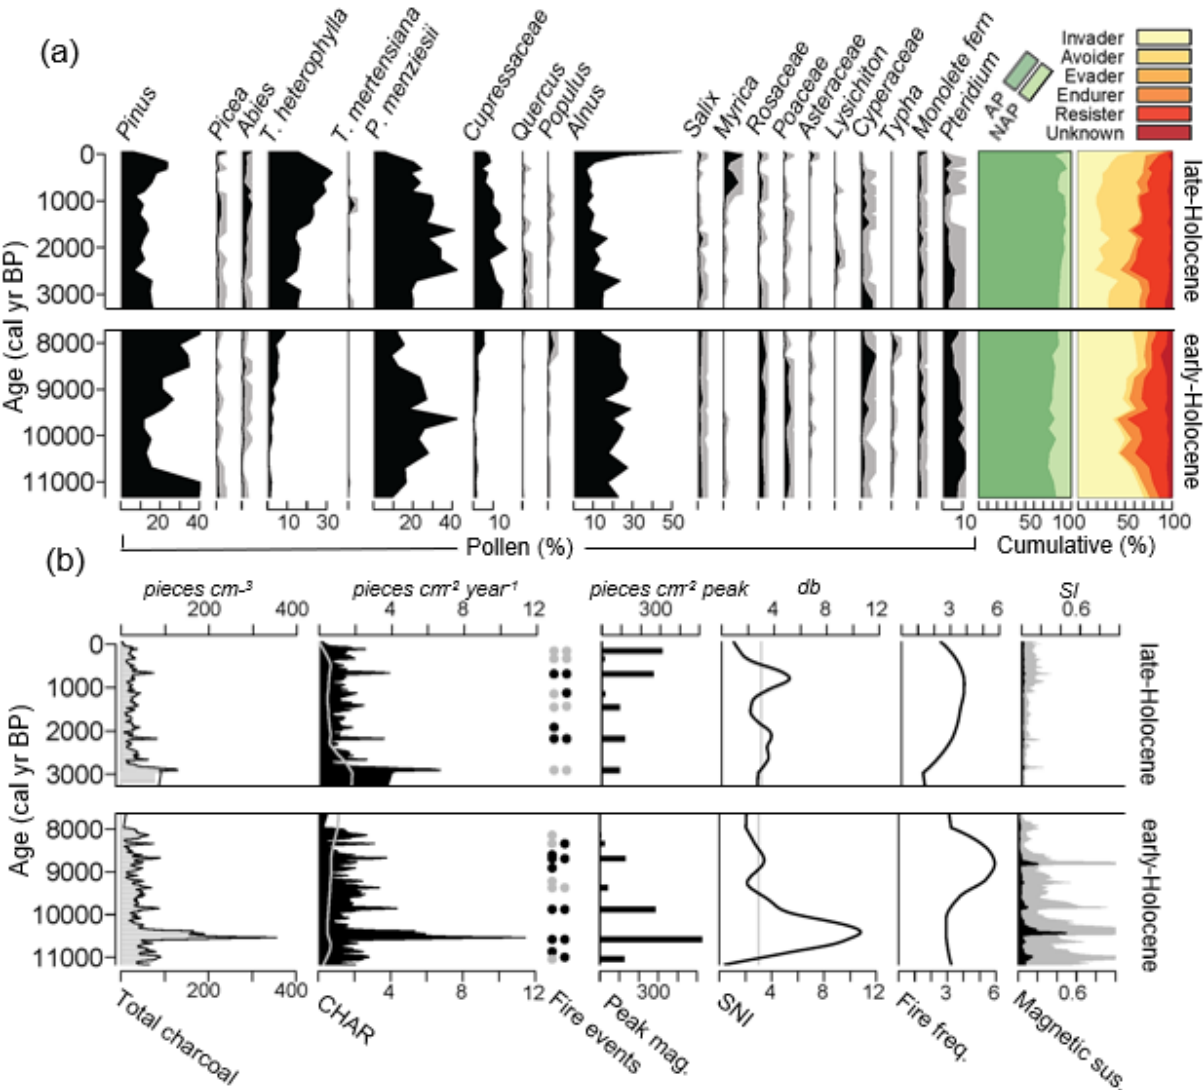 (a)
Pinus
Picea
Abies
T. heterophylla
T. mertensiana
P. menziesii
Cupressaceae
Quercus
Populus
Alnus
Salix
Myrica
Rosaceae
Poaceae
Asteraceae
Lysichiton
Cyperaceae
Typha
Monolete fern
Pteridium
AP
NAP
Invader
Avoider
Evader
Endurer
Resister
Unknown
Age (cal yr BP)
0
1000
2000
3000
late-Holocene
8000
9000
10000
11000
early-Holocene
20 40 10 30 20 40 10 10 30 50 10 50 100 50 100
Pollen (%)
Cumulative (%)
(b)
pieces cm-³ pieces cm-² year-¹ pieces cm-² peak db SI
200 400 4 8 12 300 4 8 12 3 6 0.6
Age (cal yr BP)
0
1000
2000
3000
late-Holocene
8000
9000
10000
11000
early-Holocene
200 400 4 8 12 300 4 8 12 3 6 0.6
Total charcoal
CHAR
Fire events
Peak mag.
SNI
Fire freq.
Magnetic sus.